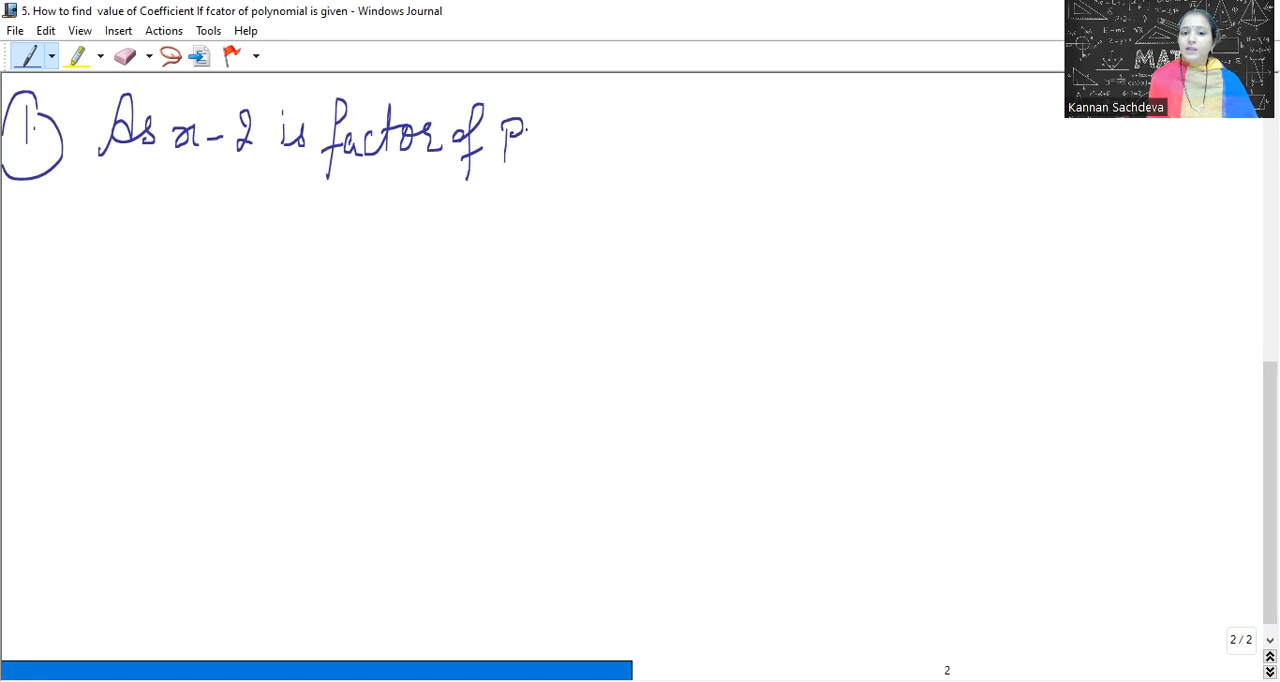 5. How to find value of Coefficient If fcator of polynomial is given - Windows Journal
File Edit View Insert Actions Tools Help
Kannan Sachdeva
1. As x-2 is factor of p
2 / 2
2